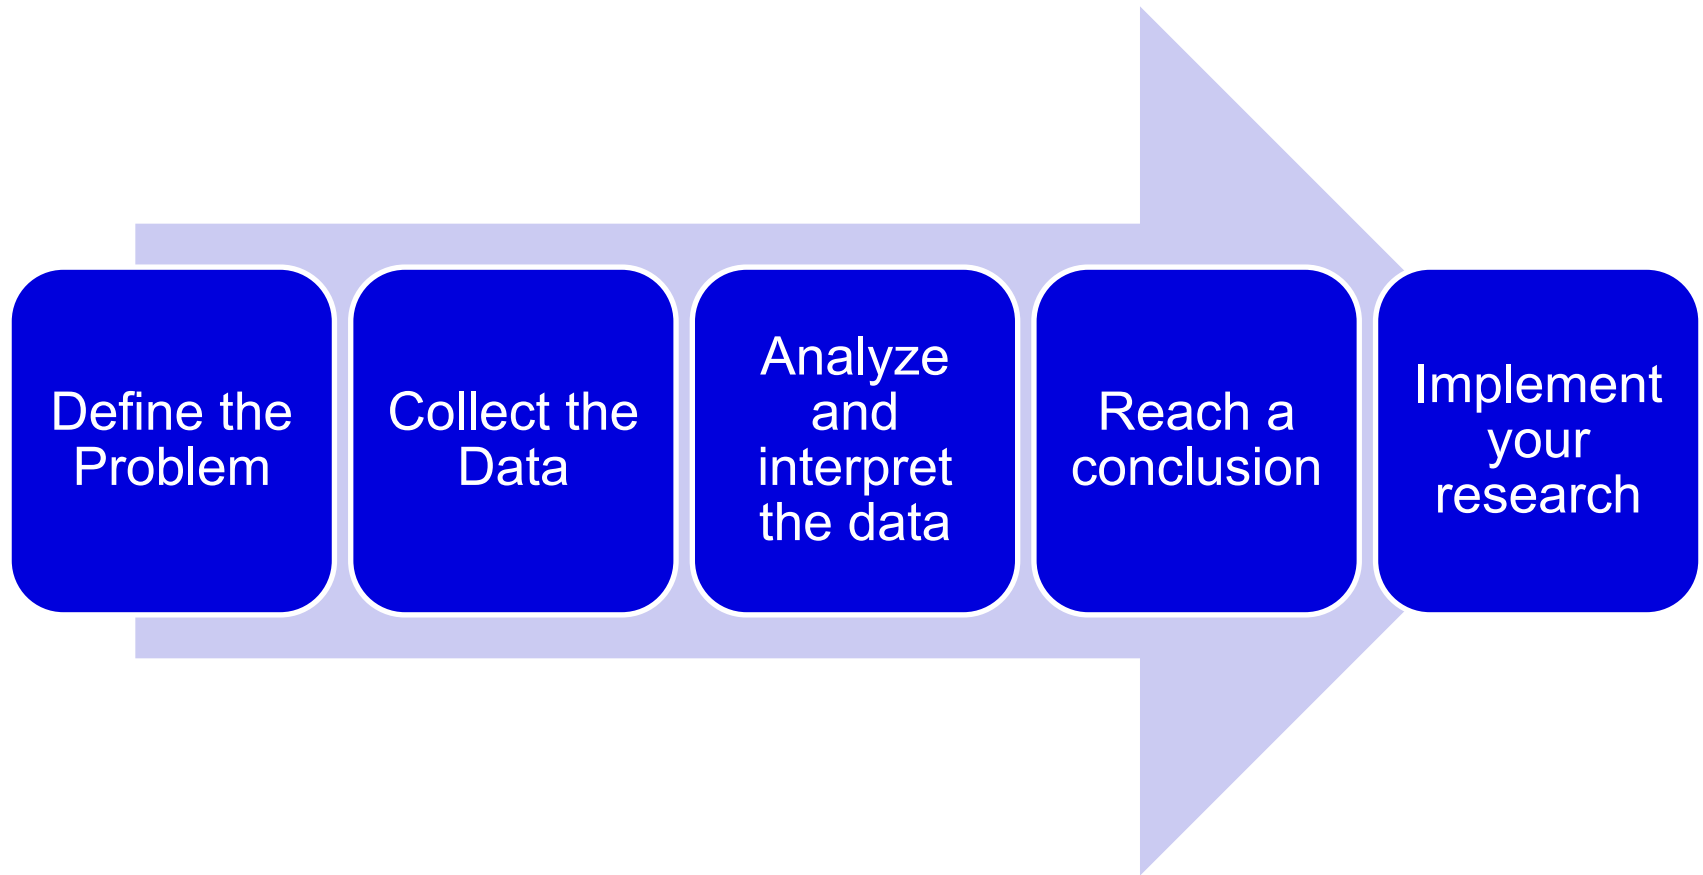 Define the
Problem
Collect the
Data
Analyze
and
interpret
the data
Reach a
conclusion
Implement
your
research